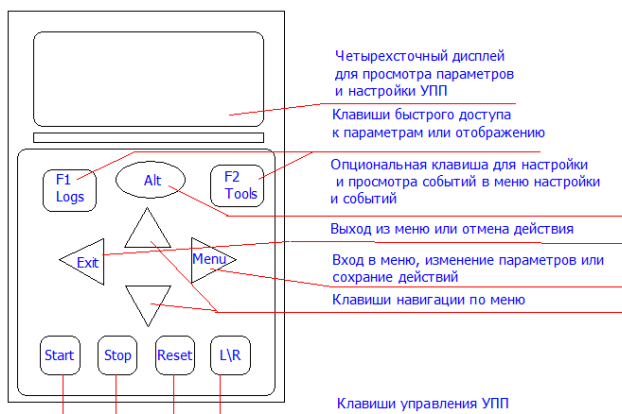 Четырехсточный дисплей
для просмотра параметров
и настройки УПП
Клавиши быстрого доступа
к параметрам или отображению
Опциональная клавиша для настройки
и просмотра событий в меню настройки
и событий
Выход из меню или отмена действия
Вход в меню, изменение параметров или
сохрание действий
Клавиши навигации по меню
Клавиши управления УПП
F1
Logs
Alt
F2
Tools
Exit
Menu
Start
Stop
Reset
L\R